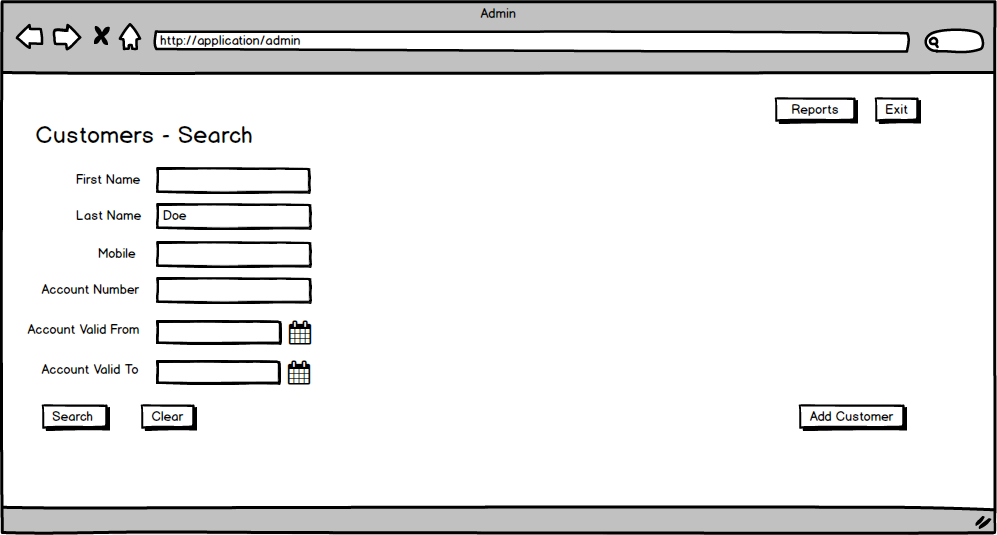 Admin
http://application/admin
Reports Exit
Customers - Search
First Name
Last Name Doe
Mobile
Account Number
Account Valid From
Account Valid To
Search Clear Add Customer